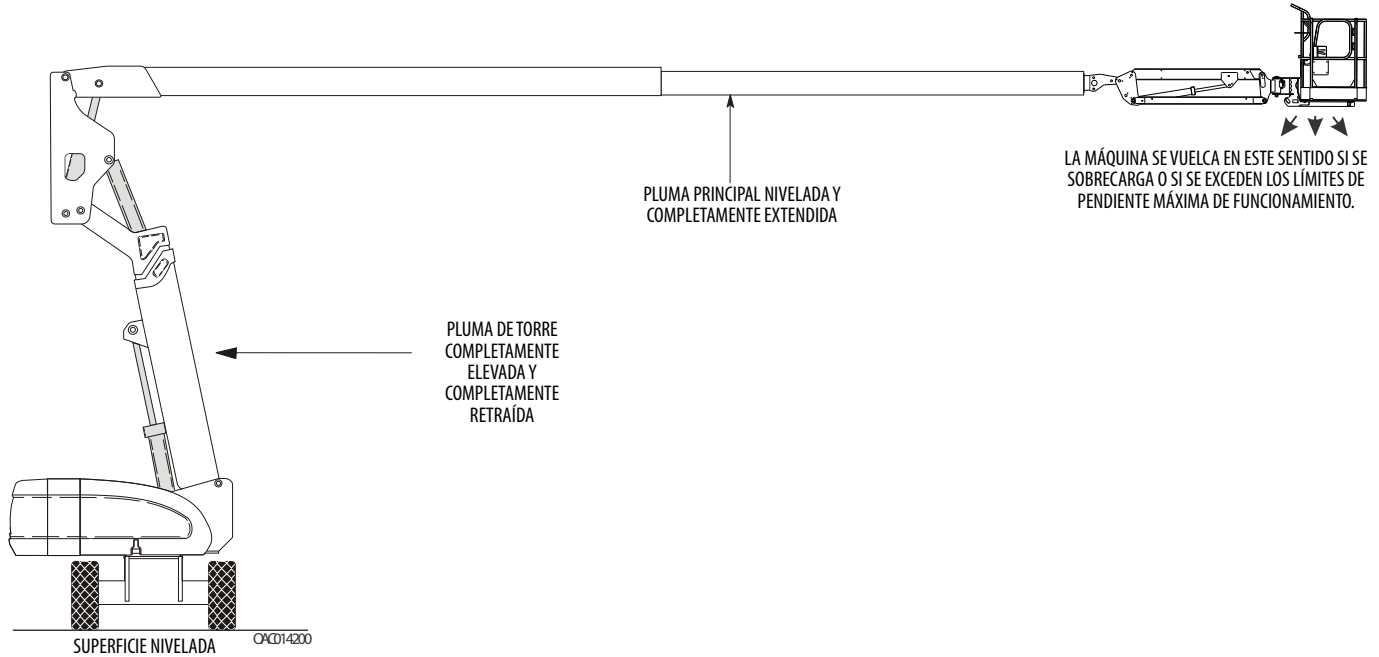 LA MÁQUINA SE VUELCA EN ESTE SENTIDO SI SE
SOBRECARGA O SI SE EXCEDEN LOS LÍMITES DE
PENDIENTE MÁXIMA DE FUNCIONAMIENTO.
PLUMA PRINCIPAL NIVELADA Y
COMPLETAMENTE EXTENDIDA
PLUMA DE TORRE
COMPLETAMENTE
ELEVADA Y
COMPLETAMENTE
RETRAÍDA
SUPERFICIE NIVELADA
OAC014200